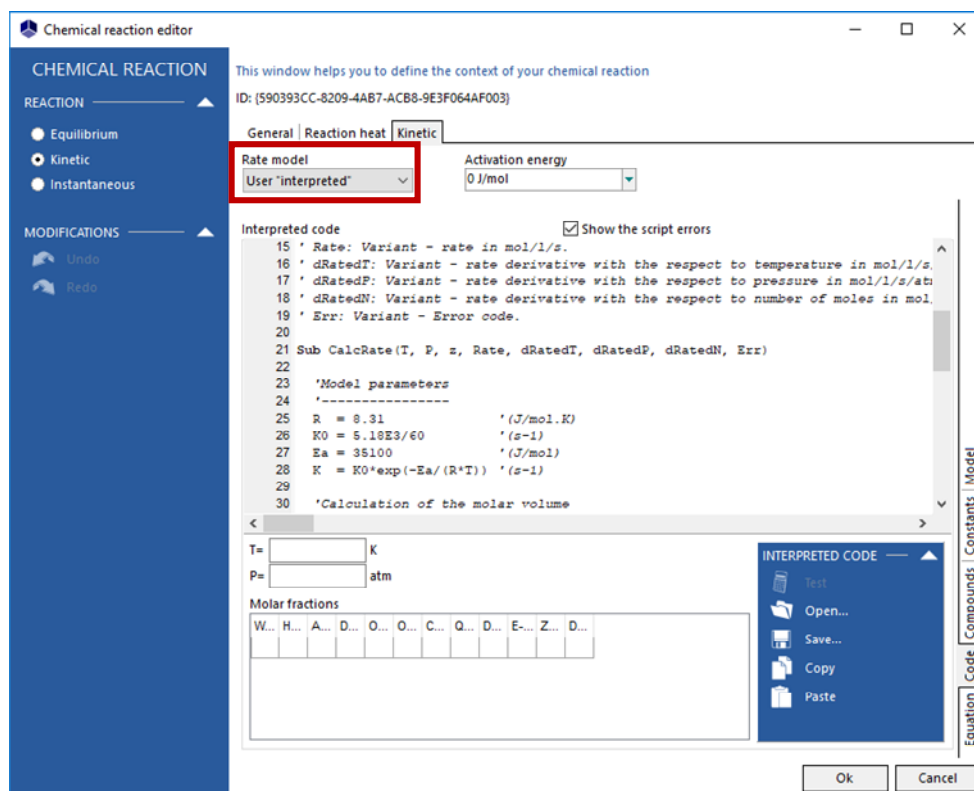 Chemical reaction editor
CHEMICAL REACTION
REACTION
Equilibrium
Kinetic
Instantaneous
MODIFICATIONS
Undo
Redo
This window helps you to define the context of your chemical reaction
ID: {590393CC-8209-4AB7-ACB8-9E3F064AF003}
General Reaction heat Kinetic
Rate model Activation energy
User "interpreted" 0 J/mol
Interpreted code Show the script errors
15 ' Rate: Variant - rate in mol/l/s.
16 ' dRatedT: Variant - rate derivative with the respect to temperature in mol/l/s
17 ' dRatedP: Variant - rate derivative with the respect to pressure in mol/l/s/at
18 ' dRatedN: Variant - rate derivative with the respect to number of moles in mol
19 ' Err: Variant - Error code.
20
21 Sub CalcRate(T, P, z, Rate, dRatedT, dRatedP, dRatedN, Err)
22
23 'Model parameters
24 '----------------
25 R = 8.31 '(J/mol.K)
26 K0 = 5.18E3/60 '(s-1)
27 Ea = 35100 '(J/mol)
28 K = K0*exp(-Ea/(R*T)) '(s-1)
29
30 'Calculation of the molar volume
T= K
P= atm
Molar fractions
W... H... A... D... O... O... C... Q... D... E-... Z... D...
INTERPRETED CODE
Test
Open...
Save...
Copy
Paste
Model
Constants
Compounds
Code
Equation
Ok Cancel